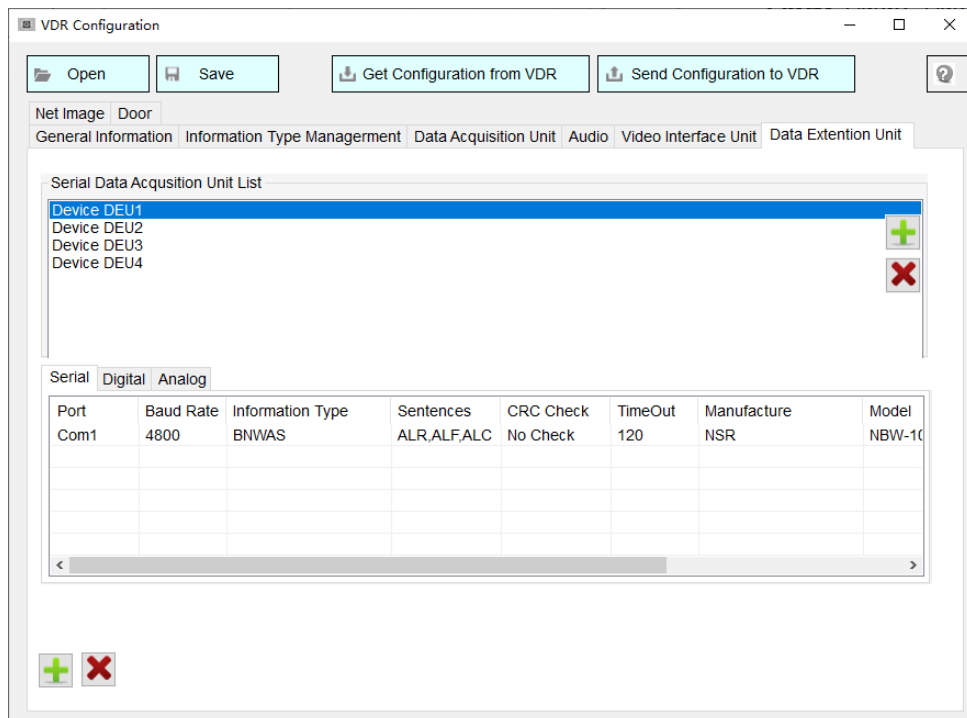 VDR Configuration
Open Save Get Configuration from VDR Send Configuration to VDR
Net Image Door
General Information Information Type Managerment Data Acquisition Unit Audio Video Interface Unit Data Extention Unit
Serial Data Acqusition Unit List
Device DEU1
Device DEU2
Device DEU3
Device DEU4
Serial Digital Analog
Port Baud Rate Information Type Sentences CRC Check TimeOut Manufacture Model
Com1 4800 BNWAS ALR,ALF,ALC No Check 120 NSR